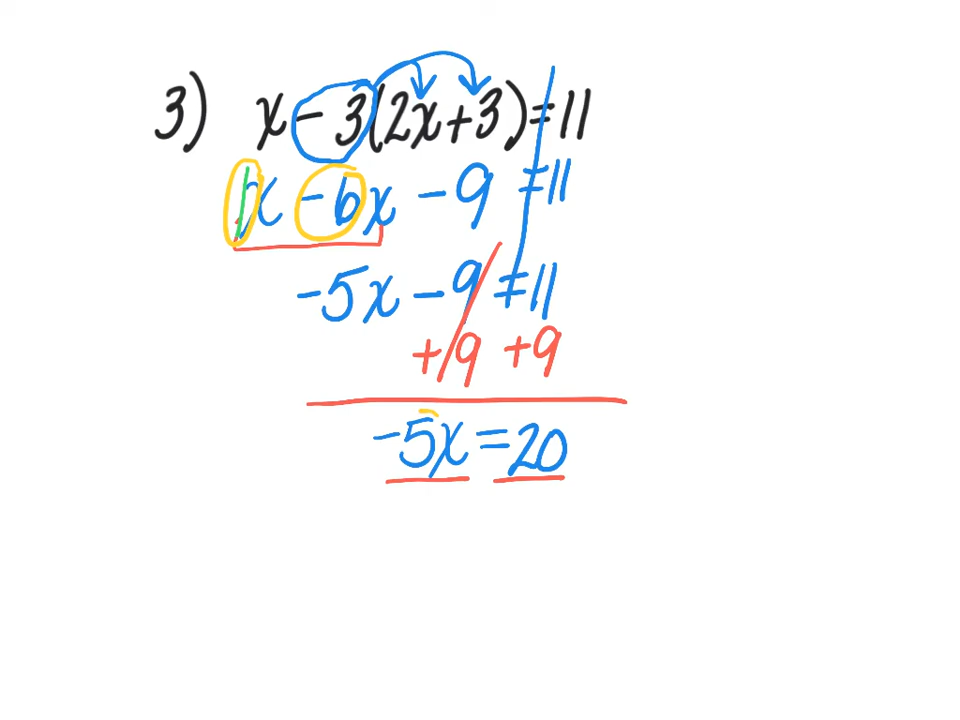 3) x - 3(2x+3) = 11
1x - 6x - 9 = 11
-5x - 9 = 11
+9 +9
-5x = 20